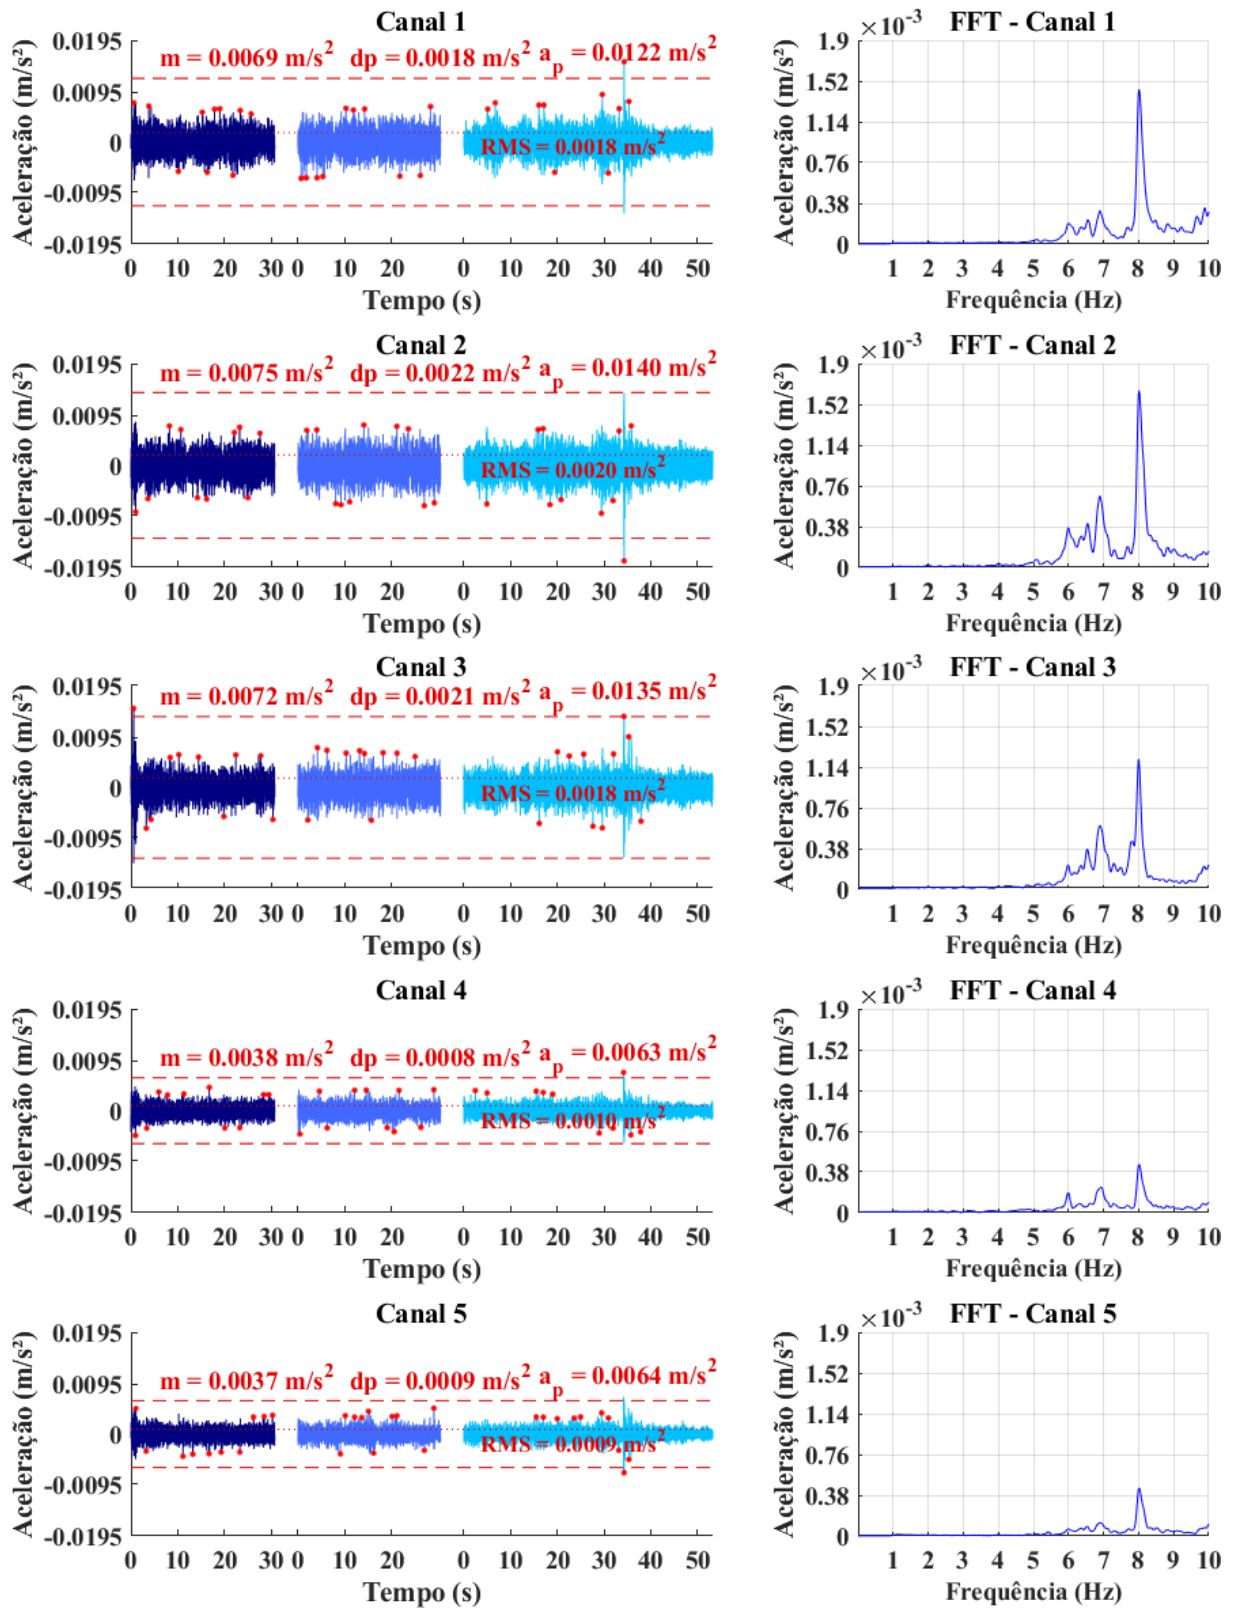 Canal 1
m = 0.0069 m/s² dp = 0.0018 m/s² aₚ = 0.0122 m/s²
RMS = 0.0018 m/s²
Aceleração (m/s²)
0.0195
0.0095
0
-0.0095
-0.0195
0 10 20 30 0 10 20 0 10 20 30 40 50
Tempo (s)
FFT - Canal 1
×10⁻³
Aceleração (m/s²)
1.9
1.52
1.14
0.76
0.38
0
1 2 3 4 5 6 7 8 9 10
Frequência (Hz)
Canal 2
m = 0.0075 m/s² dp = 0.0022 m/s² aₚ = 0.0140 m/s²
RMS = 0.0020 m/s²
Aceleração (m/s²)
0.0195
0.0095
0
-0.0095
-0.0195
0 10 20 30 0 10 20 0 10 20 30 40 50
Tempo (s)
FFT - Canal 2
×10⁻³
Aceleração (m/s²)
1.9
1.52
1.14
0.76
0.38
0
1 2 3 4 5 6 7 8 9 10
Frequência (Hz)
Canal 3
m = 0.0072 m/s² dp = 0.0021 m/s² aₚ = 0.0135 m/s²
RMS = 0.0018 m/s²
Aceleração (m/s²)
0.0195
0.0095
0
-0.0095
-0.0195
0 10 20 30 0 10 20 0 10 20 30 40 50
Tempo (s)
FFT - Canal 3
×10⁻³
Aceleração (m/s²)
1.9
1.52
1.14
0.76
0.38
0
1 2 3 4 5 6 7 8 9 10
Frequência (Hz)
Canal 4
m = 0.0038 m/s² dp = 0.0008 m/s² aₚ = 0.0063 m/s²
RMS = 0.0010 m/s²
Aceleração (m/s²)
0.0195
0.0095
0
-0.0095
-0.0195
0 10 20 30 0 10 20 0 10 20 30 40 50
Tempo (s)
FFT - Canal 4
×10⁻³
Aceleração (m/s²)
1.9
1.52
1.14
0.76
0.38
0
1 2 3 4 5 6 7 8 9 10
Frequência (Hz)
Canal 5
m = 0.0037 m/s² dp = 0.0009 m/s² aₚ = 0.0064 m/s²
RMS = 0.0009 m/s²
Aceleração (m/s²)
0.0195
0.0095
0
-0.0095
-0.0195
0 10 20 30 0 10 20 0 10 20 30 40 50
Tempo (s)
FFT - Canal 5
×10⁻³
Aceleração (m/s²)
1.9
1.52
1.14
0.76
0.38
0
1 2 3 4 5 6 7 8 9 10
Frequência (Hz)